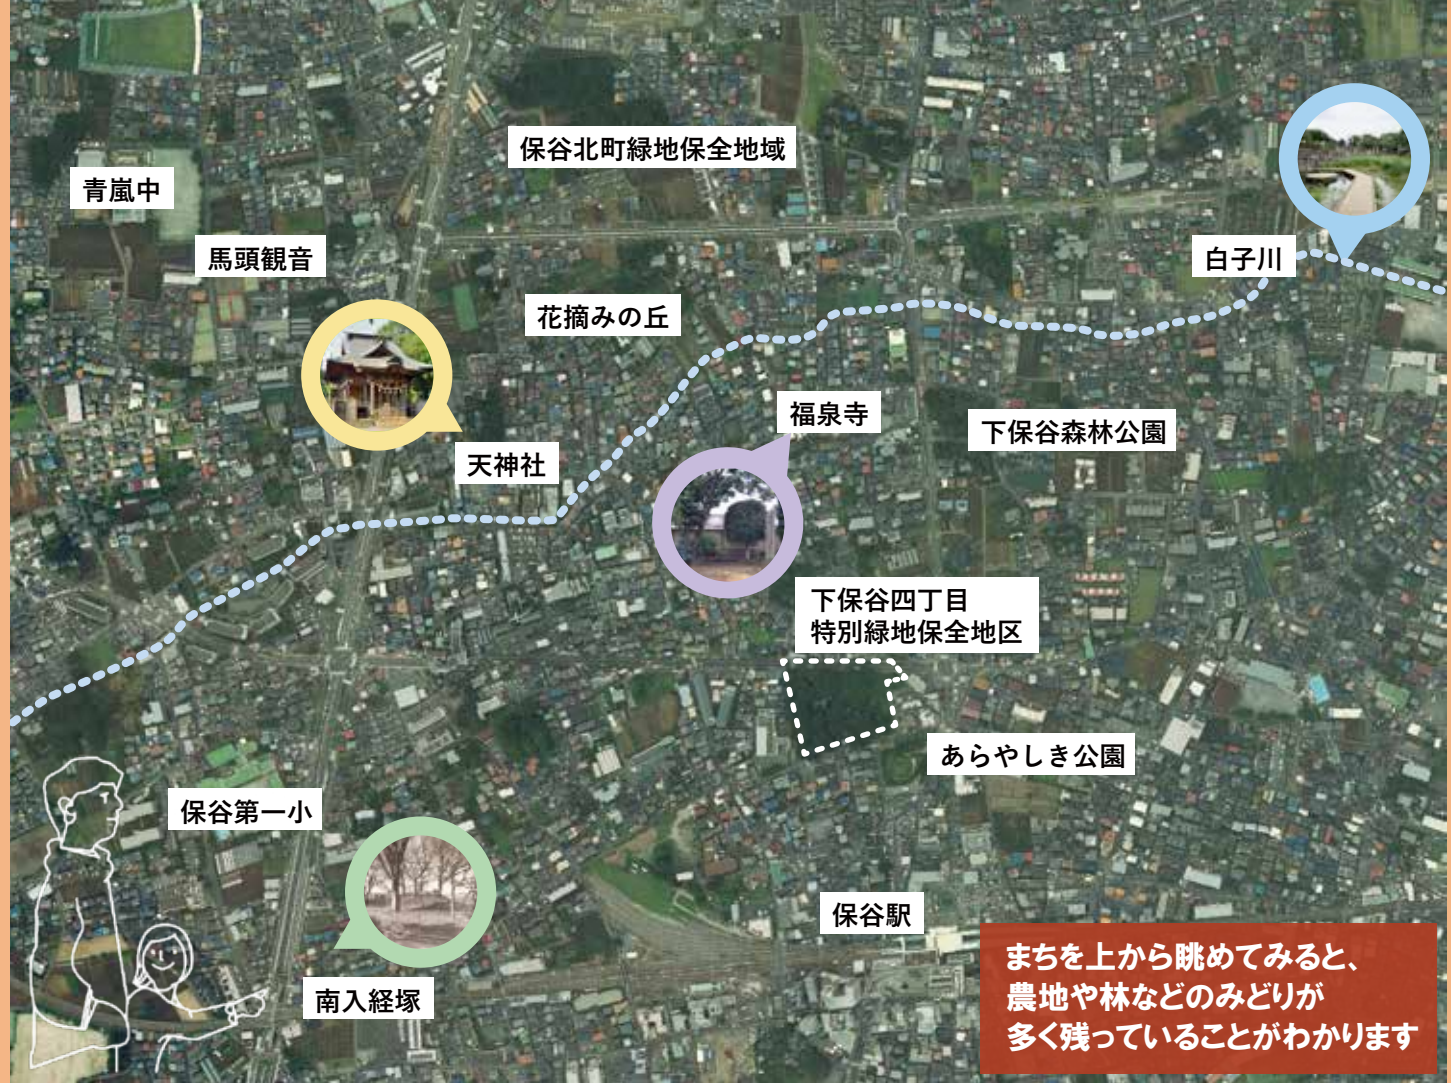 保谷北町緑地保全地域
青嵐中
馬頭観音
白子川
花摘みの丘
福泉寺
下保谷森林公園
天神社
下保谷四丁目
特別緑地保全地区
あらやしき公園
保谷第一小
保谷駅
南入経塚
まちを上から眺めてみると、
農地や林などのみどりが
多く残っていることがわかります